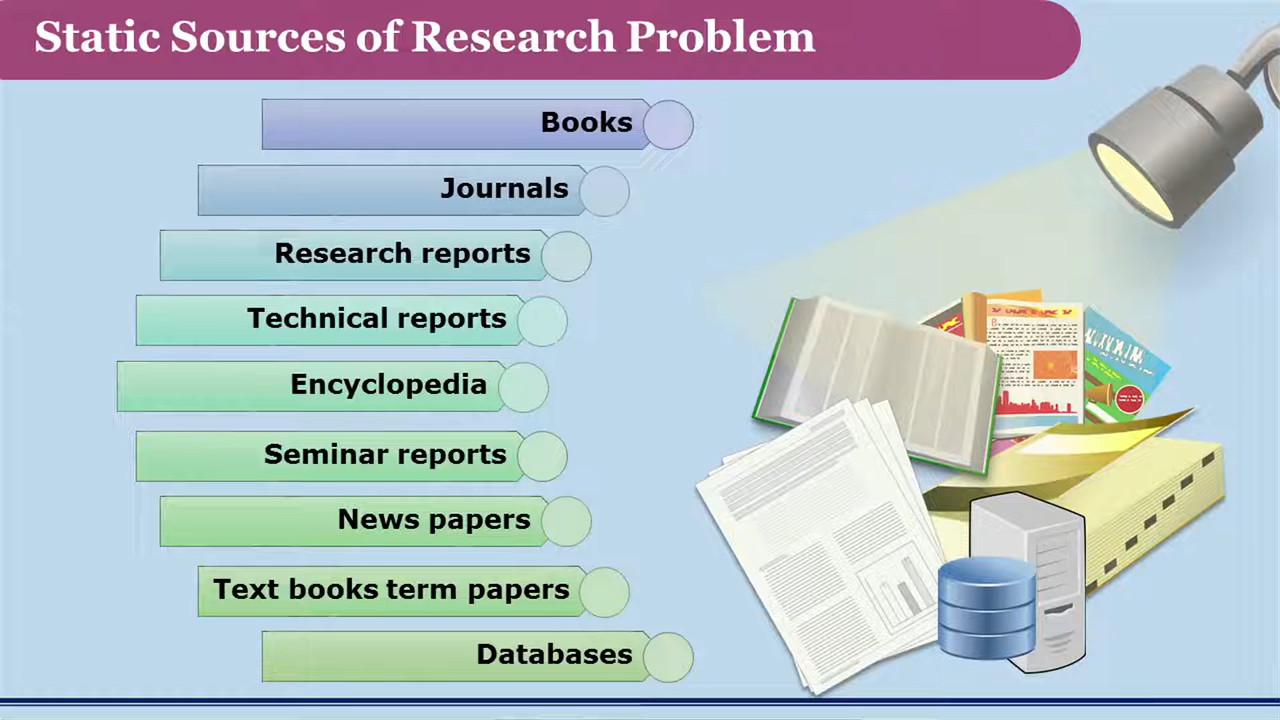 Static Sources of Research Problem
Books
Journals
Research reports
Technical reports
Encyclopedia
Seminar reports
News papers
Text books term papers
Databases